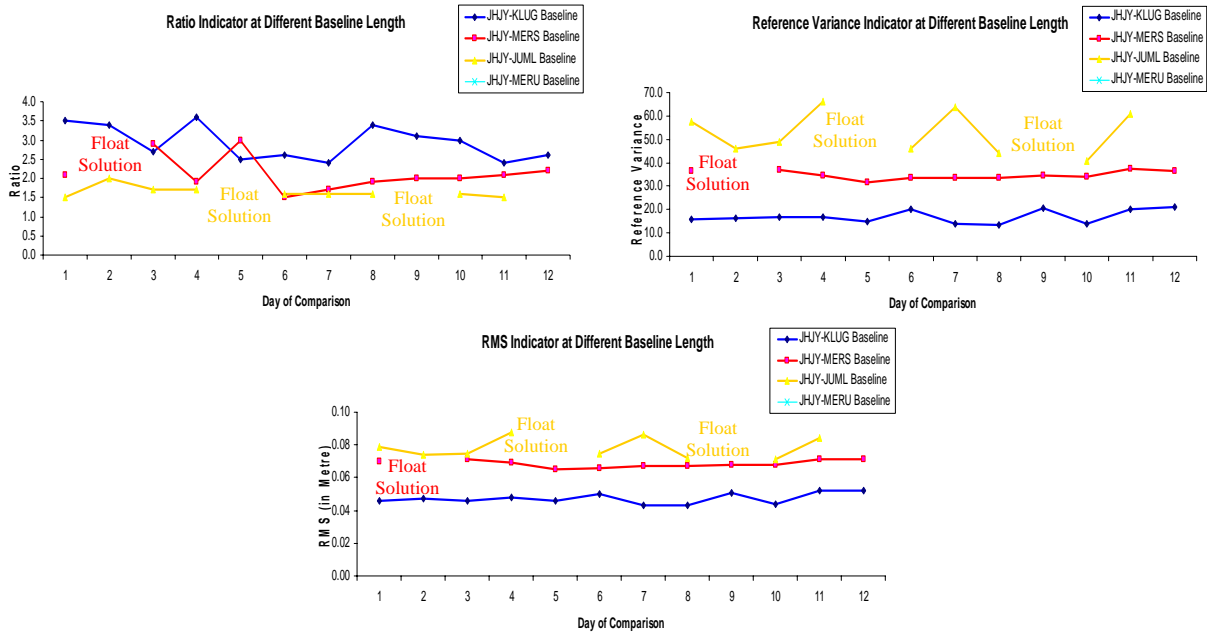 Ratio Indicator at Different Baseline Length
JHJY-KLUG Baseline
JHJY-MERS Baseline
JHJY-JUML Baseline
JHJY-MERU Baseline
Ratio
4.0
3.5
3.0
2.5
2.0
1.5
1.0
0.5
0.0
Float
Solution
Float
Solution
Float
Solution
1 2 3 4 5 6 7 8 9 10 11 12
Day of Comparison
Reference Variance Indicator at Different Baseline Length
JHJY-KLUG Baseline
JHJY-MERS Baseline
JHJY-JUML Baseline
JHJY-MERU Baseline
Reference Variance
70.0
60.0
50.0
40.0
30.0
20.0
10.0
0.0
Float
Solution
Float
Solution
Float
Solution
1 2 3 4 5 6 7 8 9 10 11 12
Day of Comparison
RMS Indicator at Different Baseline Length
JHJY-KLUG Baseline
JHJY-MERS Baseline
JHJY-JUML Baseline
JHJY-MERU Baseline
RMS (in Metre)
0.10
0.08
0.06
0.04
0.02
0.00
Float
Solution
Float
Solution
Float
Solution
1 2 3 4 5 6 7 8 9 10 11 12
Day of Comparison